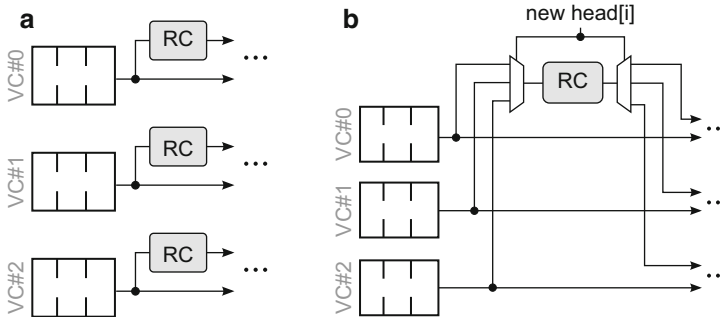 a
VC#0
RC
...
VC#1
RC
...
VC#2
RC
...
b
new head[i]
RC
VC#0
..
VC#1
..
VC#2
..